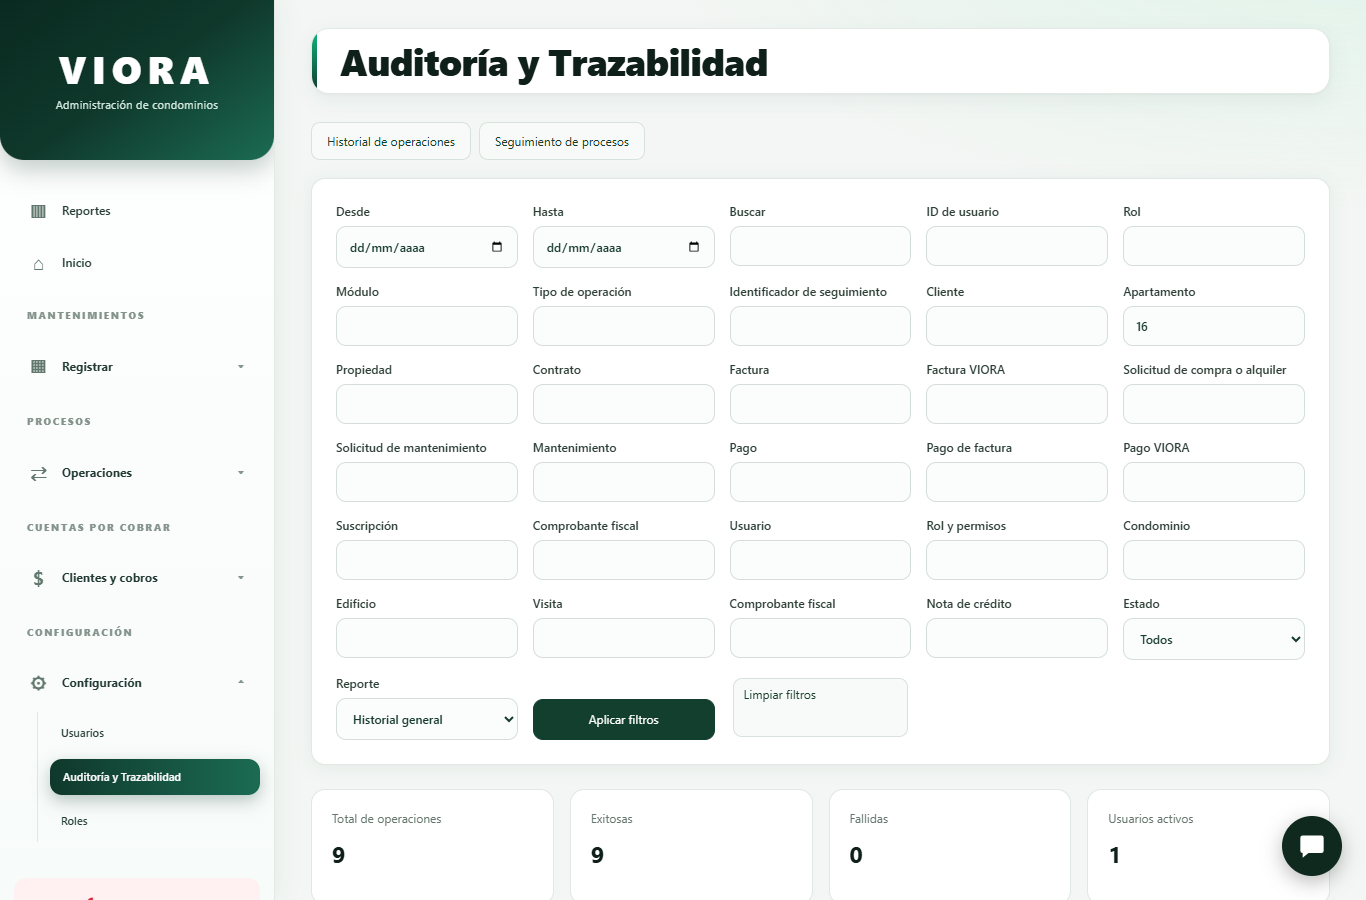 VIORA
Administración de condominios
Reportes
Inicio
MANTENIMIENTOS
Registrar
PROCESOS
Operaciones
CUENTAS POR COBRAR
Clientes y cobros
CONFIGURACIÓN
Configuración
Usuarios
Auditoría y Trazabilidad
Roles
Auditoría y Trazabilidad
Historial de operaciones
Seguimiento de procesos
Desde
Hasta
Buscar
ID de usuario
Rol
dd/mm/aaaa
dd/mm/aaaa
Módulo
Tipo de operación
Identificador de seguimiento
Cliente
Apartamento
16
Propiedad
Contrato
Factura
Factura VIORA
Solicitud de compra o alquiler
Solicitud de mantenimiento
Mantenimiento
Pago
Pago de factura
Pago VIORA
Suscripción
Comprobante fiscal
Usuario
Rol y permisos
Condominio
Edificio
Visita
Comprobante fiscal
Nota de crédito
Estado
Todos
Reporte
Historial general
Aplicar filtros
Limpiar filtros
Total de operaciones
9
Exitosas
9
Fallidas
0
Usuarios activos
1